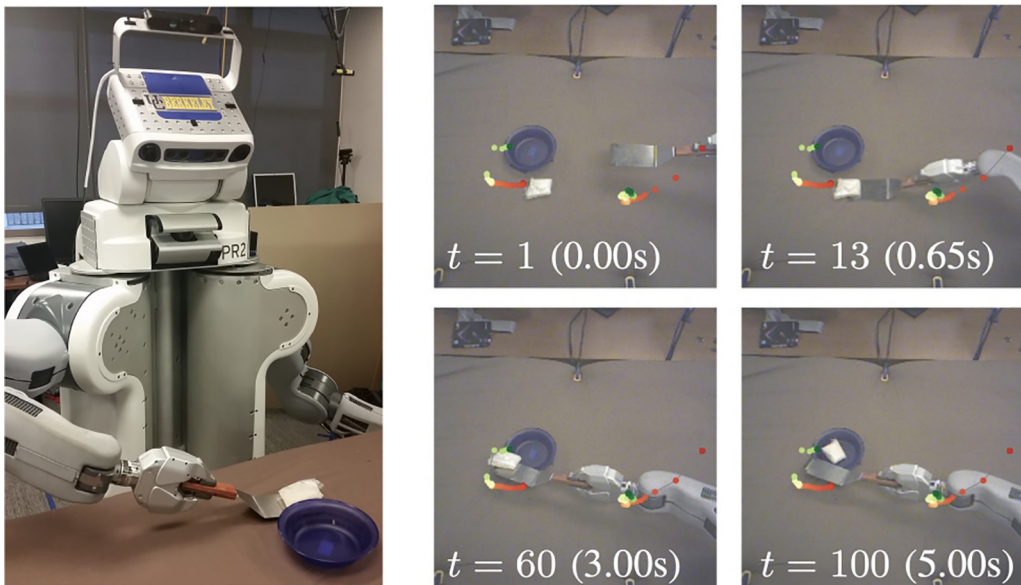 PR2
t = 1 (0.00s)
t = 13 (0.65s)
t = 60 (3.00s)
t = 100 (5.00s)